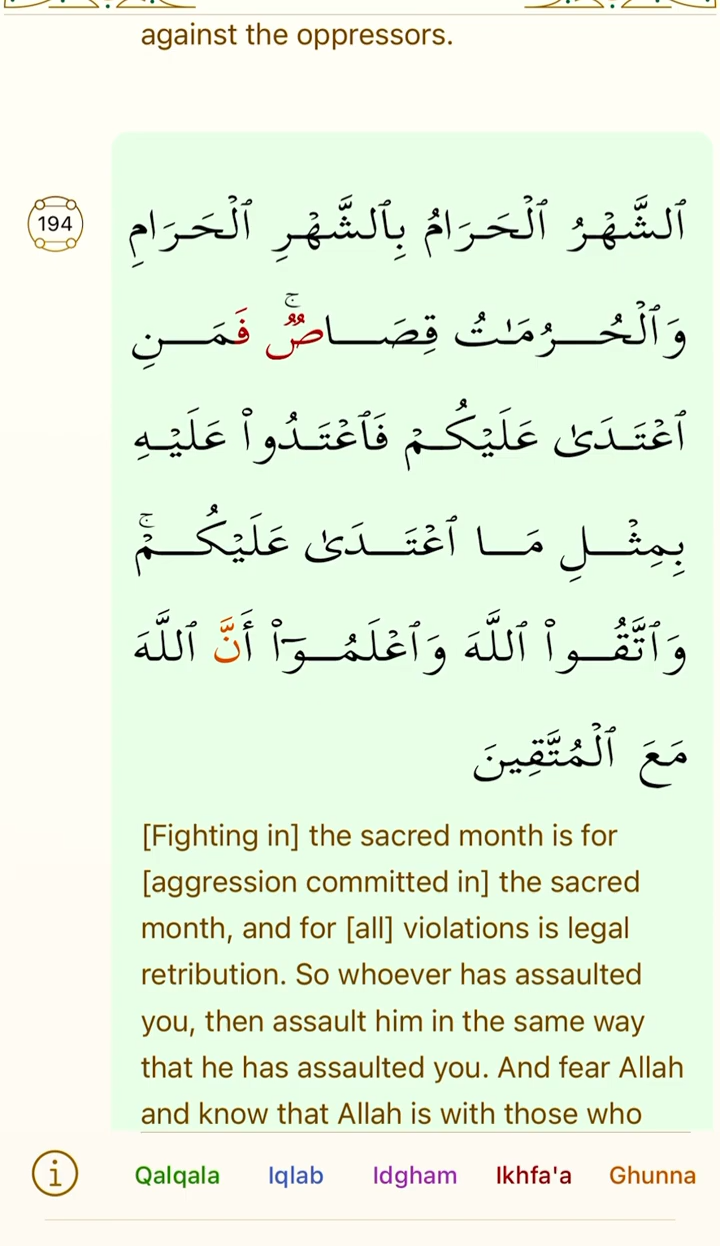 against the oppressors.
194
ٱلشَّهْرُ ٱلْحَرَامُ بِٱلشَّهْرِ ٱلْحَرَامِ
وَٱلْحُرُمَـٰتُ قِصَاصٌۭ ۚ فَمَنِ
ٱعْتَدَىٰ عَلَيْكُمْ فَٱعْتَدُوا۟ عَلَيْهِ
بِمِثْلِ مَا ٱعْتَدَىٰ عَلَيْكُمْ ۚ
وَٱتَّقُوا۟ ٱللَّهَ وَٱعْلَمُوٓا۟ أَنَّ ٱللَّهَ
مَعَ ٱلْمُتَّقِينَ
[Fighting in] the sacred month is for
[aggression committed in] the sacred
month, and for [all] violations is legal
retribution. So whoever has assaulted
you, then assault him in the same way
that he has assaulted you. And fear Allah
and know that Allah is with those who
i Qalqala Iqlab Idgham Ikhfa'a Ghunna